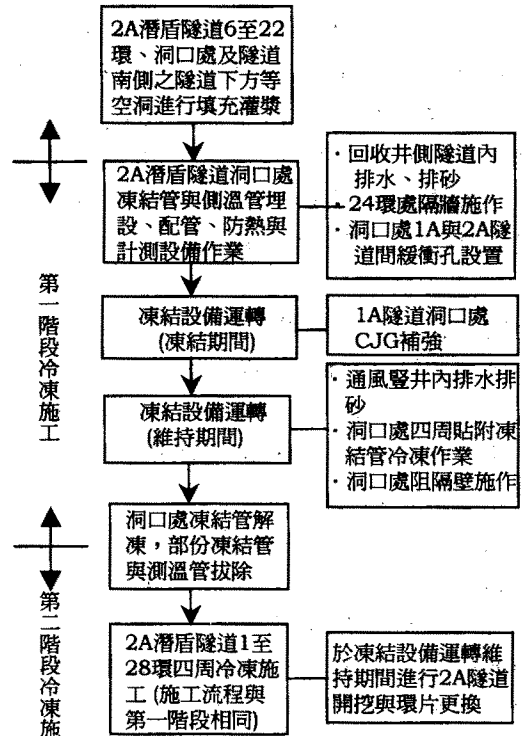 2A潛盾隧道6至22
環、洞口處及隧道
南側之隧道下方等
空洞進行填充灌漿
2A潛盾隧道洞口處
凍結管與側溫管埋
設、配管、防熱與
計測設備作業
· 回收井側隧道內
排水、排砂
· 24環處隔牆施作
· 洞口處1A與2A隧
道間緩衝孔設置
第一階段冷凍施工
凍結設備運轉
(凍結期間)
1A隧道洞口處
CJG補強
凍結設備運轉
(維持期間)
· 通風豎井內排水排
砂
· 洞口處四周貼附凍
結管冷凍作業
· 洞口處阻隔壁施作
洞口處凍結管解
凍，部份凍結管
與測溫管拔除
第二階段冷凍施
2A潛盾隧道1至
28環四周冷凍施
工(施工流程與
第一階段相同)
於凍結設備運轉維
持期間進行2A隧道
開挖與環片更換